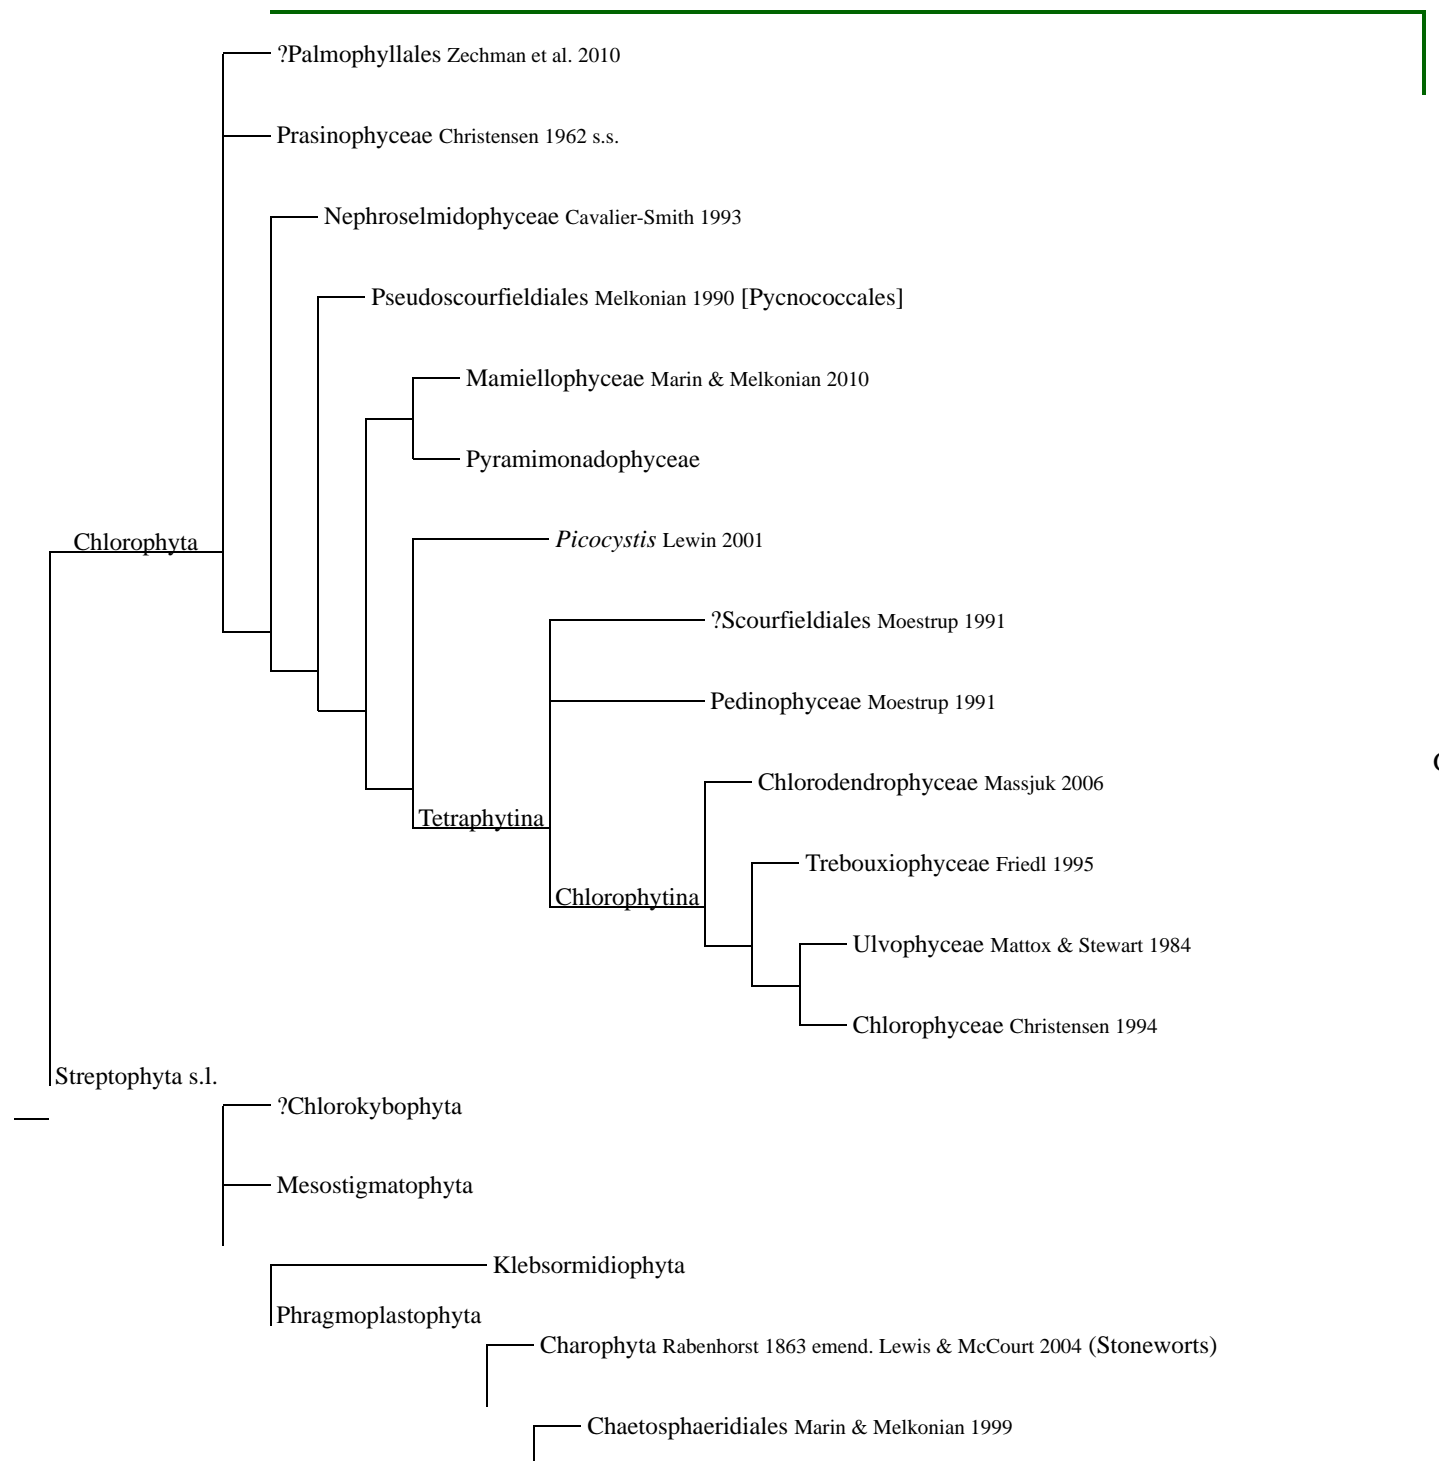 ?Palmophyllales Zechman et al. 2010
Prasinophyceae Christensen 1962 s.s.
Nephroselmidophyceae Cavalier-Smith 1993
Pseudoscourfieldiales Melkonian 1990 [Pycnococcales]
Mamiellophyceae Marin & Melkonian 2010
Pyramimonadophyceae
Chlorophyta
Picocystis Lewin 2001
?Scourfieldiales Moestrup 1991
Pedinophyceae Moestrup 1991
Chlorodendrophyceae Massjuk 2006
Tetraphytina
Trebouxiophyceae Friedl 1995
Chlorophytina
Ulvophyceae Mattox & Stewart 1984
Chlorophyceae Christensen 1994
Streptophyta s.l.
?Chlorokybophyta
Mesostigmatophyta
Klebsormidiophyta
Phragmoplastophyta
Charophyta Rabenhorst 1863 emend. Lewis & McCourt 2004 (Stoneworts)
Chaetosphaeridiales Marin & Melkonian 1999